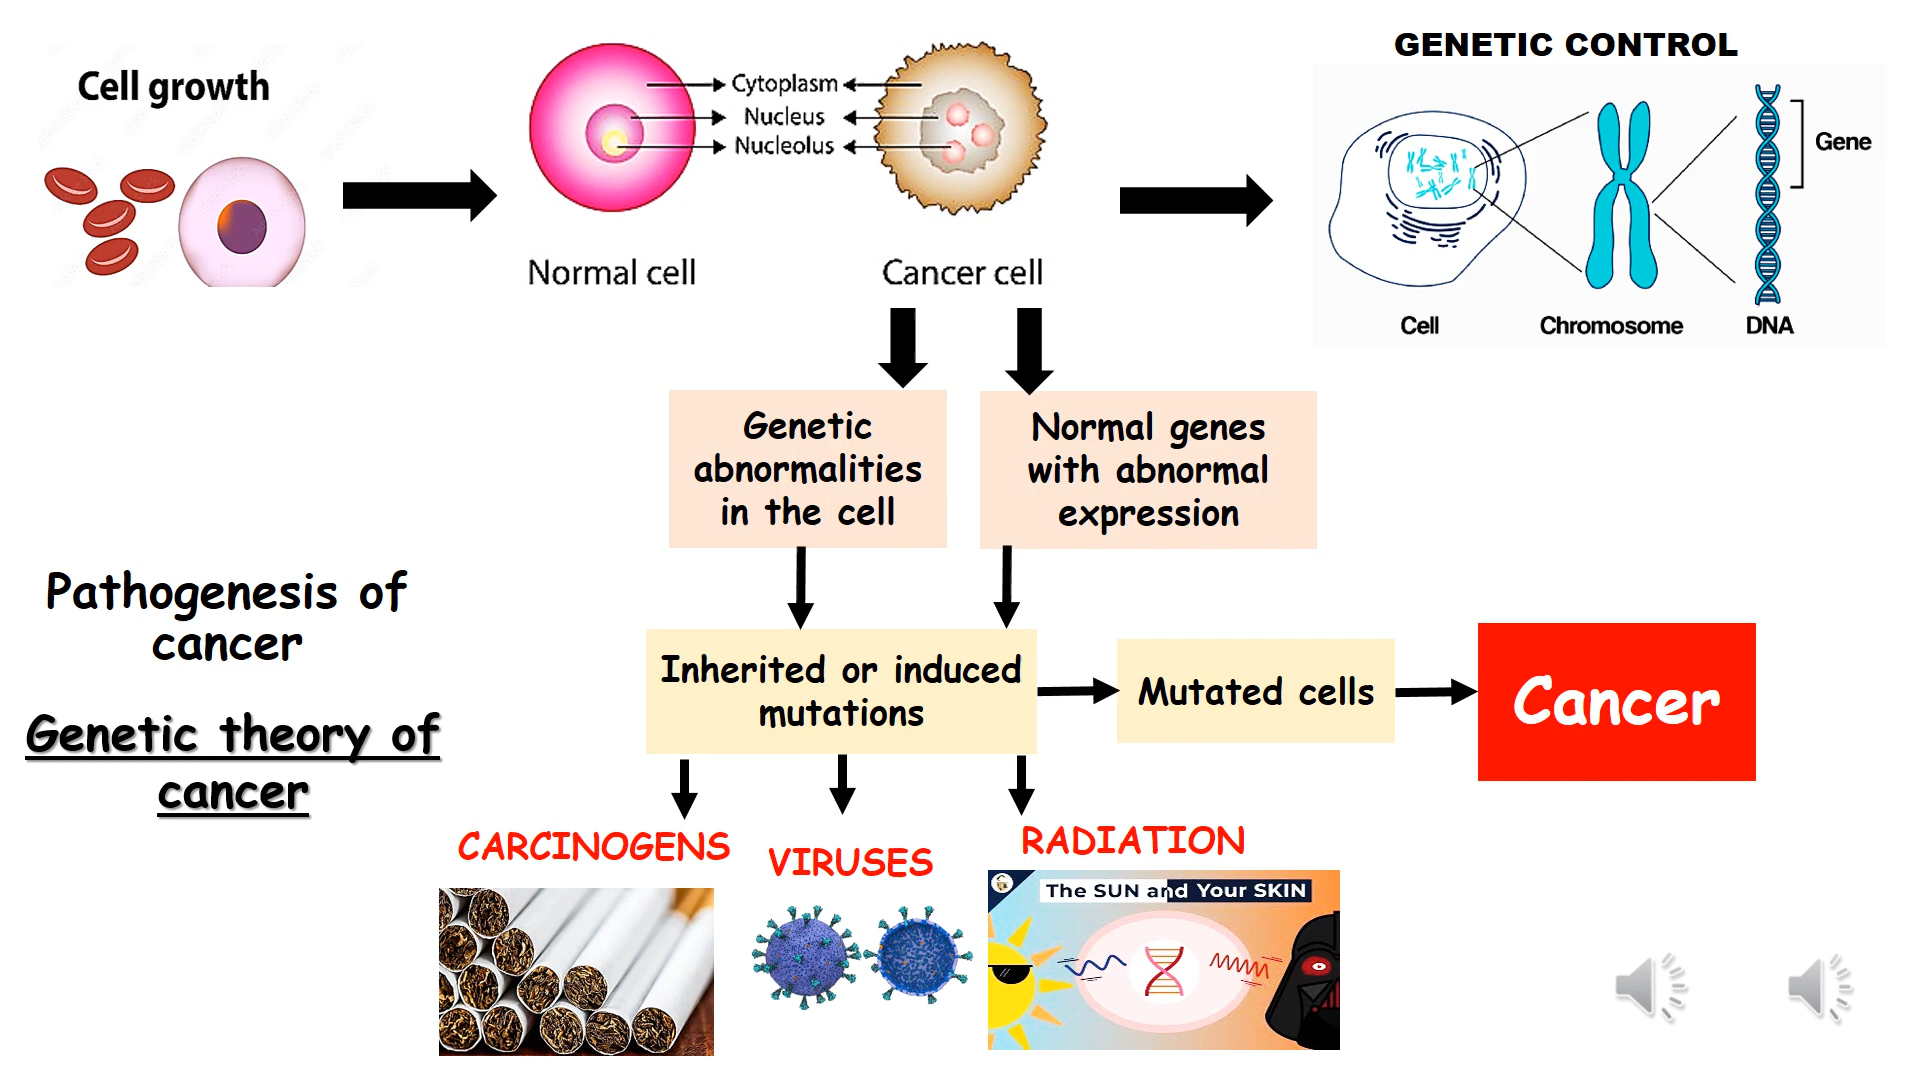 Cell growth
Cytoplasm
Nucleus
Nucleolus
Normal cell
Cancer cell
GENETIC CONTROL
Gene
Cell
Chromosome
DNA
Genetic
abnormalities
in the cell
Normal genes
with abnormal
expression
Pathogenesis of
cancer
Genetic theory of
cancer
Inherited or induced
mutations
Mutated cells
Cancer
CARCINOGENS
VIRUSES
RADIATION
The SUN and Your SKIN